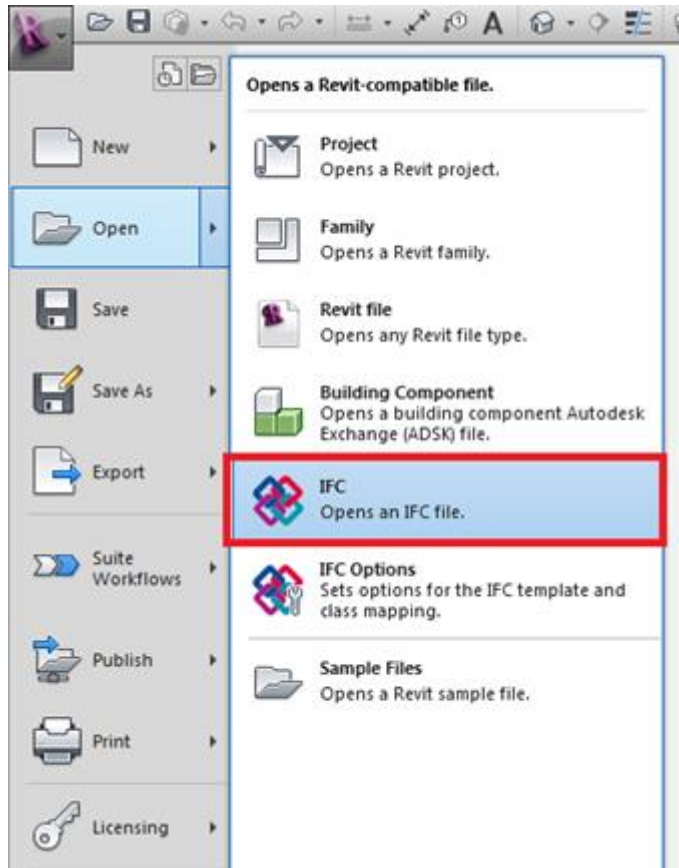 A
Opens a Revit-compatible file.
New
Project
Opens a Revit project.
Open
Family
Opens a Revit family.
Save
Revit file
Opens any Revit file type.
Save As
Building Component
Opens a building component Autodesk
Exchange (ADSK) file.
Export
IFC
Opens an IFC file.
Suite
Workflows
IFC Options
Sets options for the IFC template and
class mapping.
Publish
Sample Files
Opens a Revit sample file.
Print
Licensing